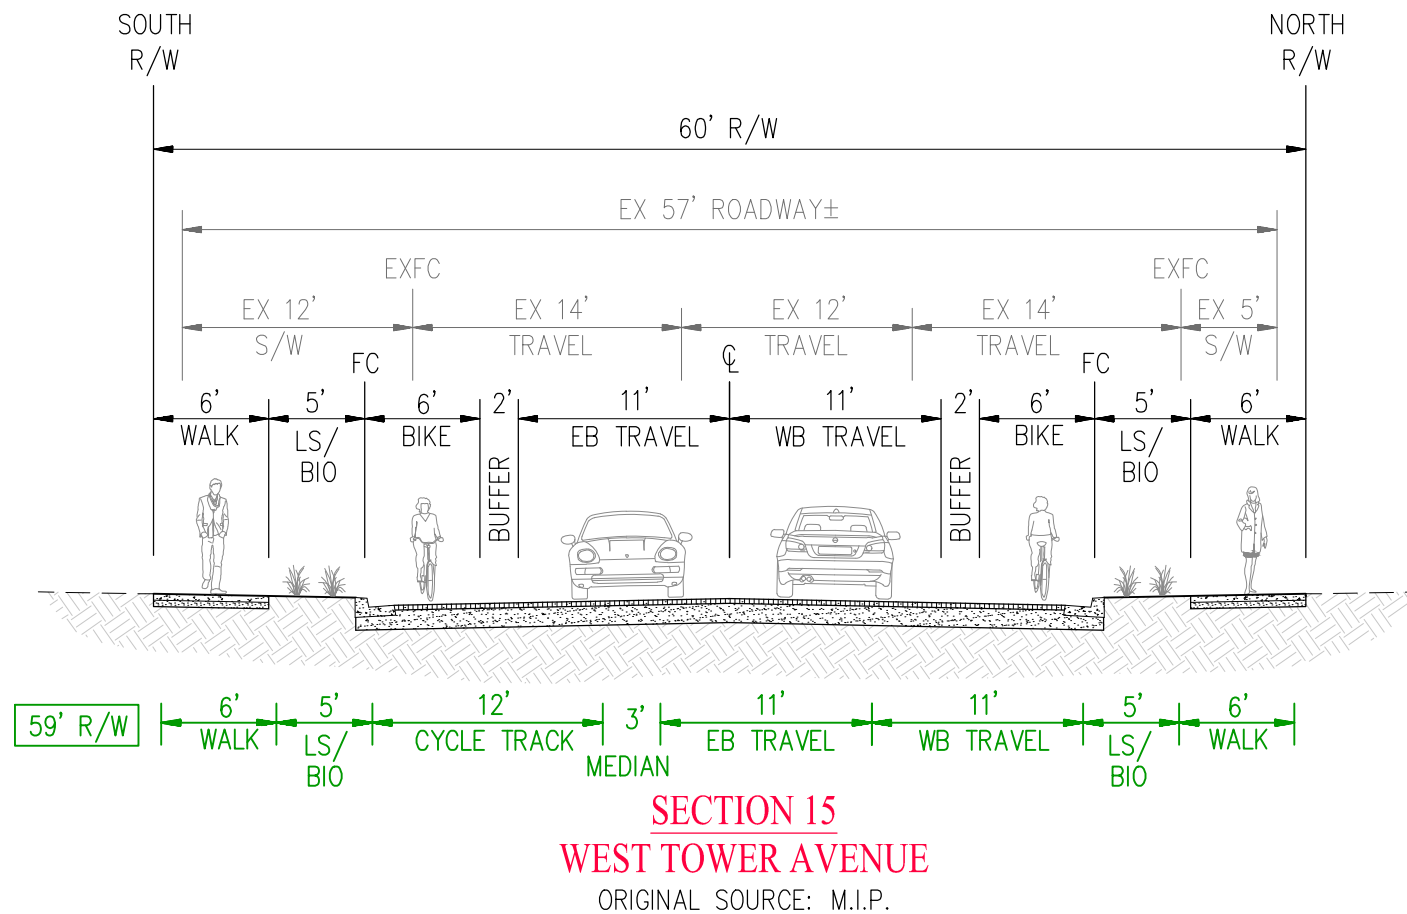 SOUTH
R/W
NORTH
R/W
60' R/W
EX 57' ROADWAY±
EXFC
EXFC
EX 12'
S/W
EX 14'
TRAVEL
EX 12'
TRAVEL
EX 14'
TRAVEL
EX 5'
S/W
FC
℄
FC
6'
WALK
5'
LS/
BIO
6'
BIKE
2'
BUFFER
11'
EB TRAVEL
11'
WB TRAVEL
2'
BUFFER
6'
BIKE
5'
LS/
BIO
6'
WALK
59' R/W
6'
WALK
5'
LS/
BIO
12'
CYCLE TRACK
3'
MEDIAN
11'
EB TRAVEL
11'
WB TRAVEL
5'
LS/
BIO
6'
WALK
SECTION 15
WEST TOWER AVENUE
ORIGINAL SOURCE: M.I.P.